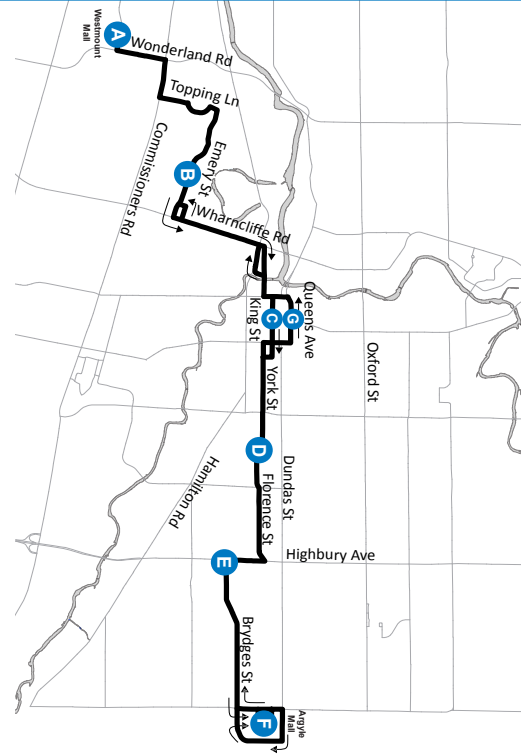 A
Westmount
Mall
Wonderland Rd
Topping Ln
Commissioners Rd
Emery St
B
Wharncliffe Rd
Queens Ave
King St
C
G
York St
Oxford St
D
Dundas St
Florence St
Hamilton Rd
Highbury Ave
E
Brydges St
Argyle
Mall
F